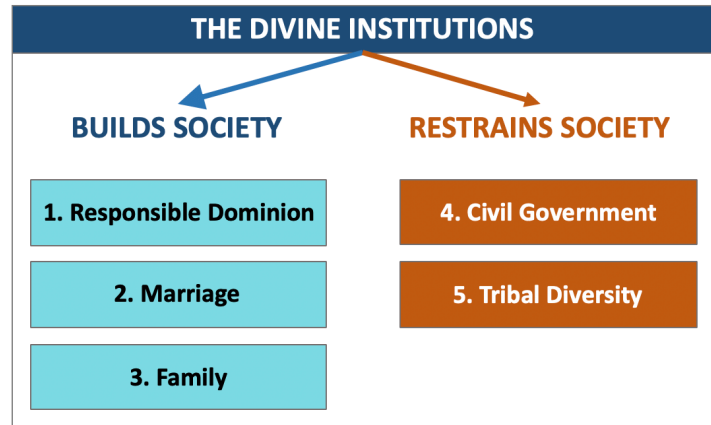 THE DIVINE INSTITUTIONS
BUILDS SOCIETY
1. Responsible Dominion
2. Marriage
3. Family
RESTRAINS SOCIETY
4. Civil Government
5. Tribal Diversity